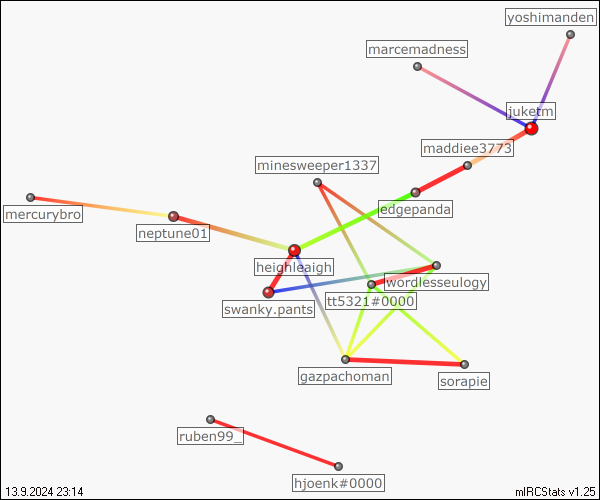 yoshimanden
marcemadness
juketm
maddiee3773
minesweeper1337
mercurybro
edgepanda
neptune01
heighleaigh
wordlesseulogy
tt5321#0000
swanky.pants
gazpachoman
sorapie
ruben99_
hjoenk#0000
13.9.2024 23:14
mIRCStats v1.25